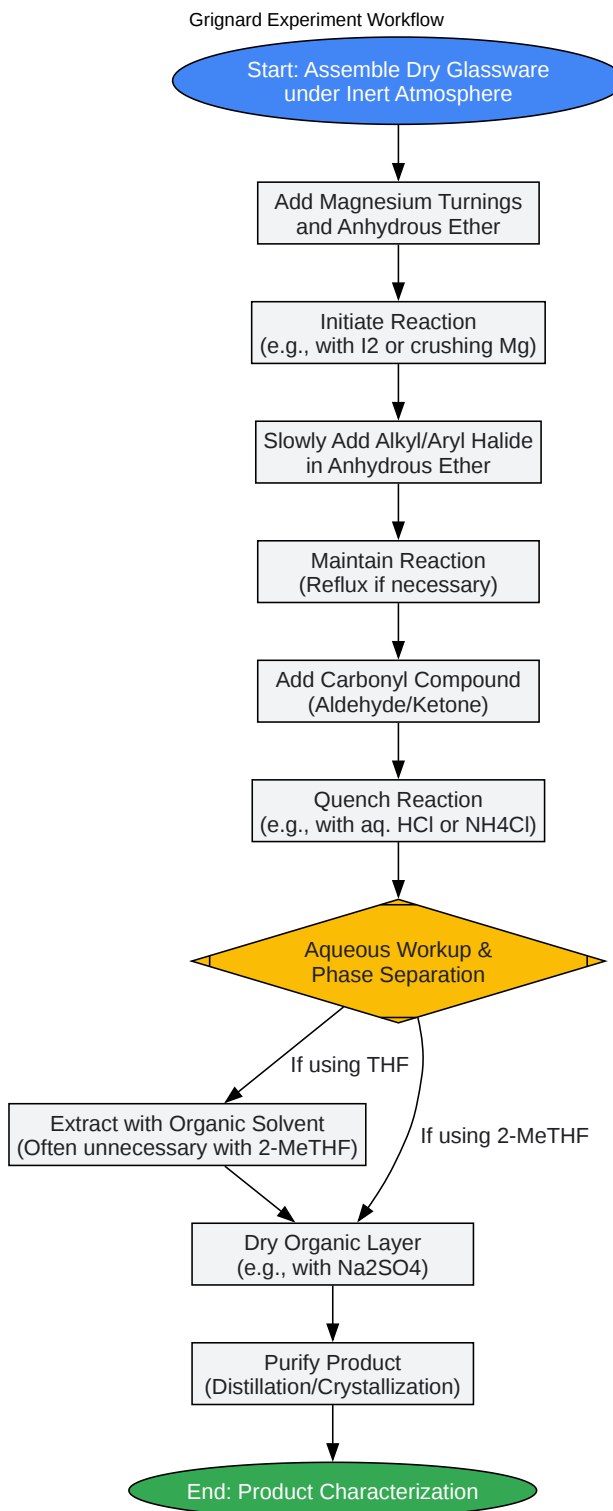 Grignard Experiment Workflow
Start: Assemble Dry Glassware
under Inert Atmosphere
Add Magnesium Turnings
and Anhydrous Ether
Initiate Reaction
(e.g., with I2 or crushing Mg)
Slowly Add Alkyl/Aryl Halide
in Anhydrous Ether
Maintain Reaction
(Reflux if necessary)
Add Carbonyl Compound
(Aldehyde/Ketone)
Quench Reaction
(e.g., with aq. HCl or NH4Cl)
Aqueous Workup &
Phase Separation
If using THF
Extract with Organic Solvent
(Often unnecessary with 2-MeTHF)
If using 2-MeTHF
Dry Organic Layer
(e.g., with Na2SO4)
Purify Product
(Distillation/Crystallization)
End: Product Characterization